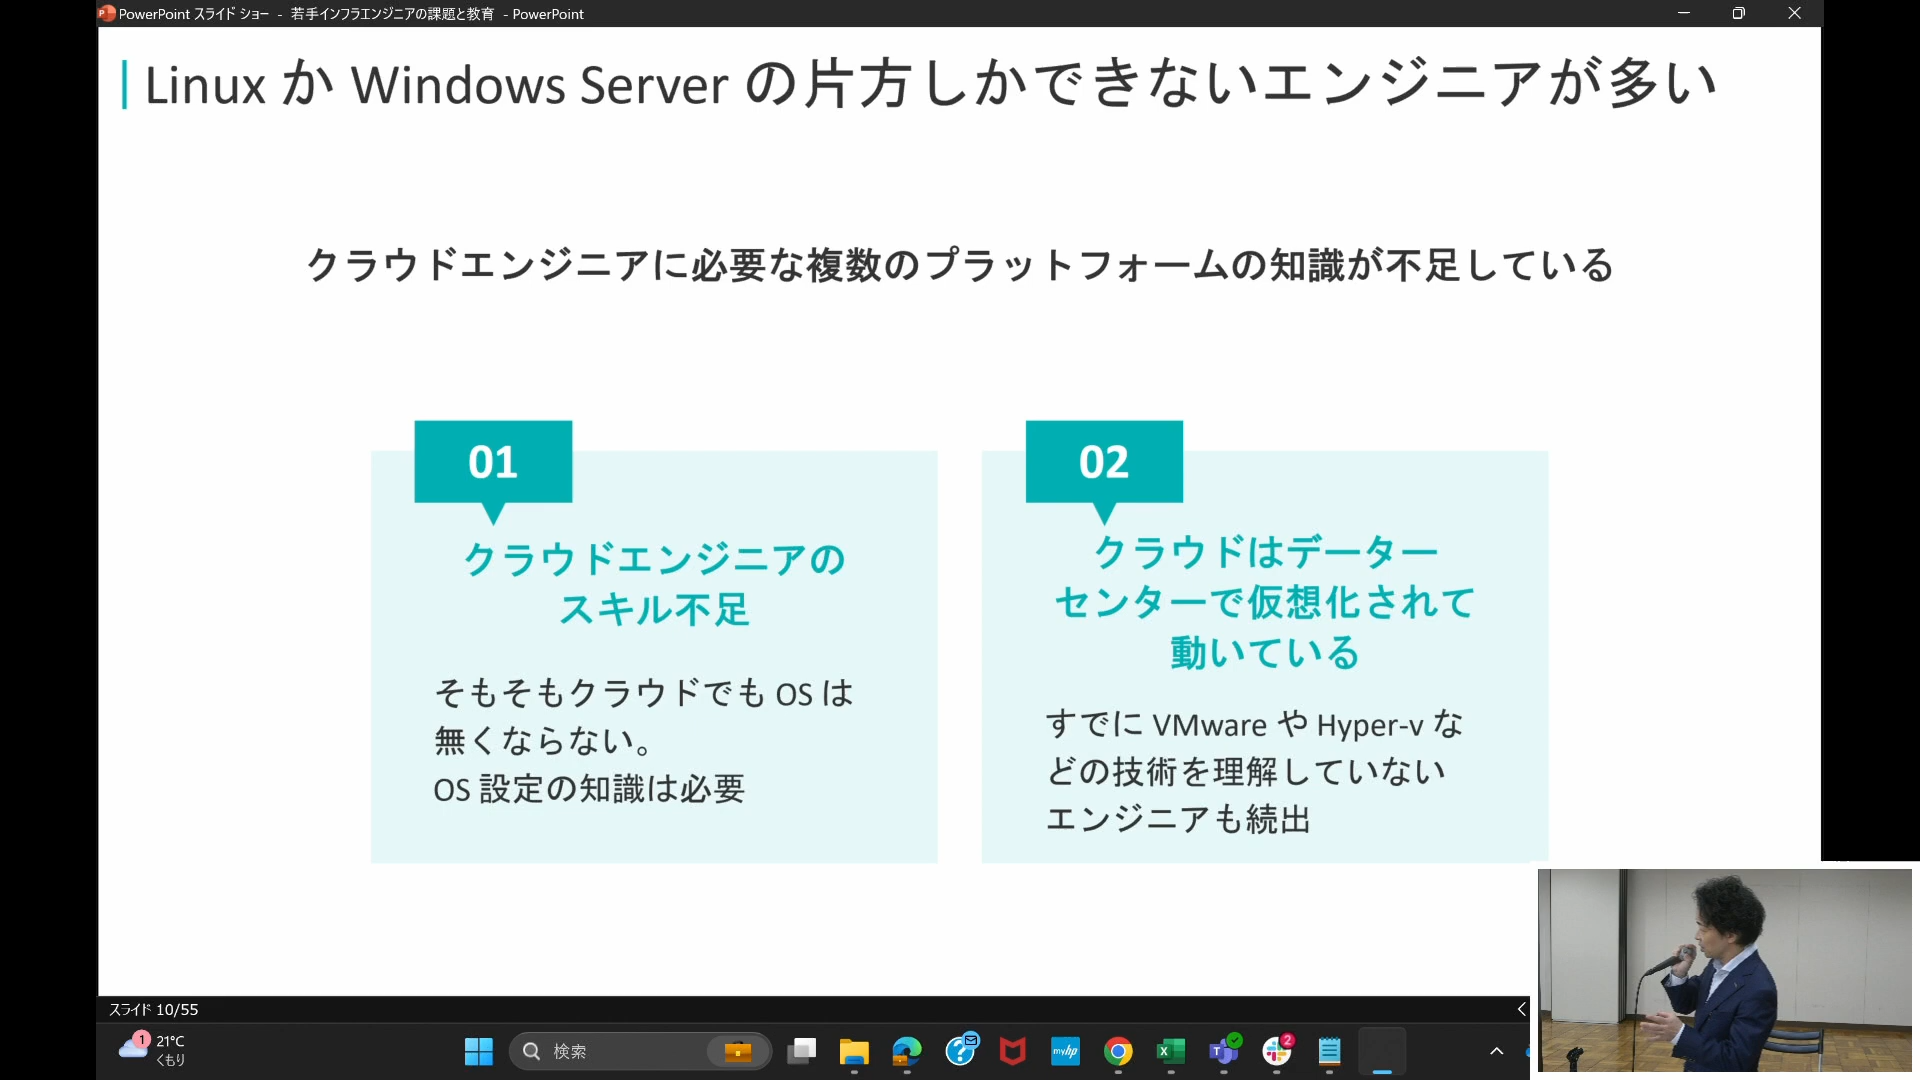 PowerPoint スライド ショー - 若手インフラエンジニアの課題と教育 - PowerPoint
Linux か Windows Server の片方しかできないエンジニアが多い
クラウドエンジニアに必要な複数のプラットフォームの知識が不足している
01
クラウドエンジニアの
スキル不足
そもそもクラウドでも OS は
無くならない。
OS 設定の知識は必要
02
クラウドはデーター
センターで仮想化されて
動いている
すでに VMware や Hyper-v な
どの技術を理解していない
エンジニアも続出
スライド 10/55
1
21°C
くもり
検索
myhp
2